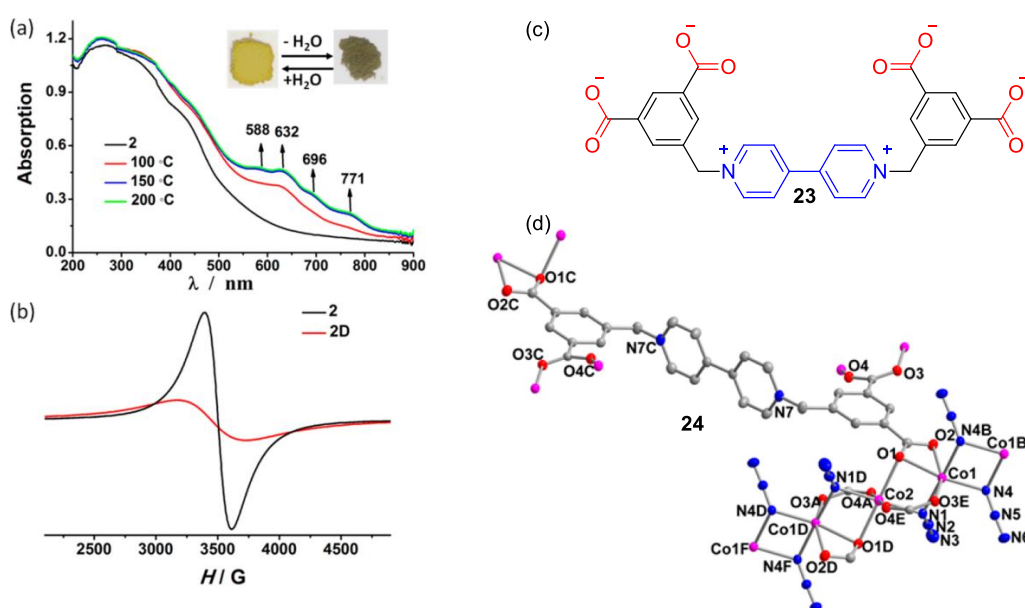 (a)
- H₂O
+H₂O
Absorption
1.2
0.9
0.6
0.3
0.0
2
100 °C
150 °C
200 °C
588
632
696
771
200
300
400
500
600
700
800
900
λ / nm
(b)
2
2D
2500
3000
3500
4000
4500
H / G
(c)
O⁻
O
O⁻
O
O⁻
O
O⁻
O
N⁺
N⁺
23
(d)
O1C
O2C
O3C
O4C
N7C
N7
O4
O3
24
N4B
O2
O1
Co1B
Co1
N4
N5
N6
N1D
O3A
O4A
Co2
O3E
O4E
N1
N2
N3
N4D
Co1D
O1D
Co1F
N4F
O2D